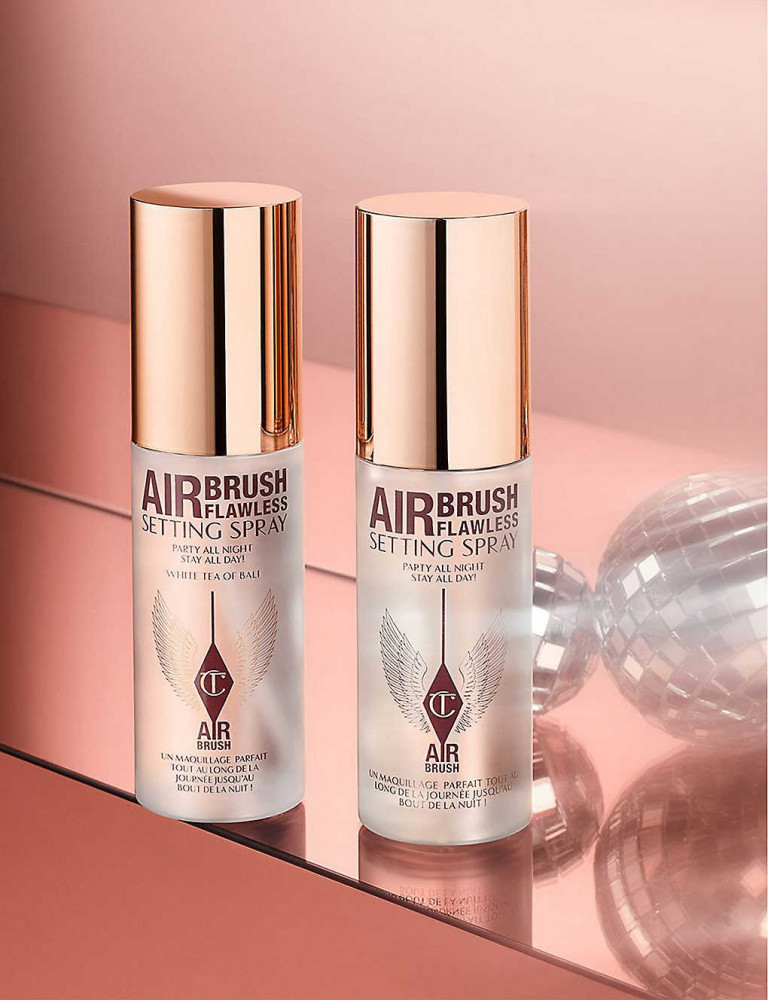 AIRBRUSH
FLAWLESS
SETTING SPRAY
PARTY ALL NIGHT
STAY ALL DAY!
WHITE TEA OF BALI
CT
AIR
BRUSH
UN MAQUILLAGE PARFAIT
TOUT AU LONG DE LA
JOURNÉE JUSQU'AU
BOUT DE LA NUIT !
AIRBRUSH
FLAWLESS
SETTING SPRAY
PARTY ALL NIGHT
STAY ALL DAY!
CT
AIR
BRUSH
UN MAQUILLAGE PARFAIT TOUT AU
LONG DE LA JOURNÉE JUSQU'AU
BOUT DE LA NUIT !